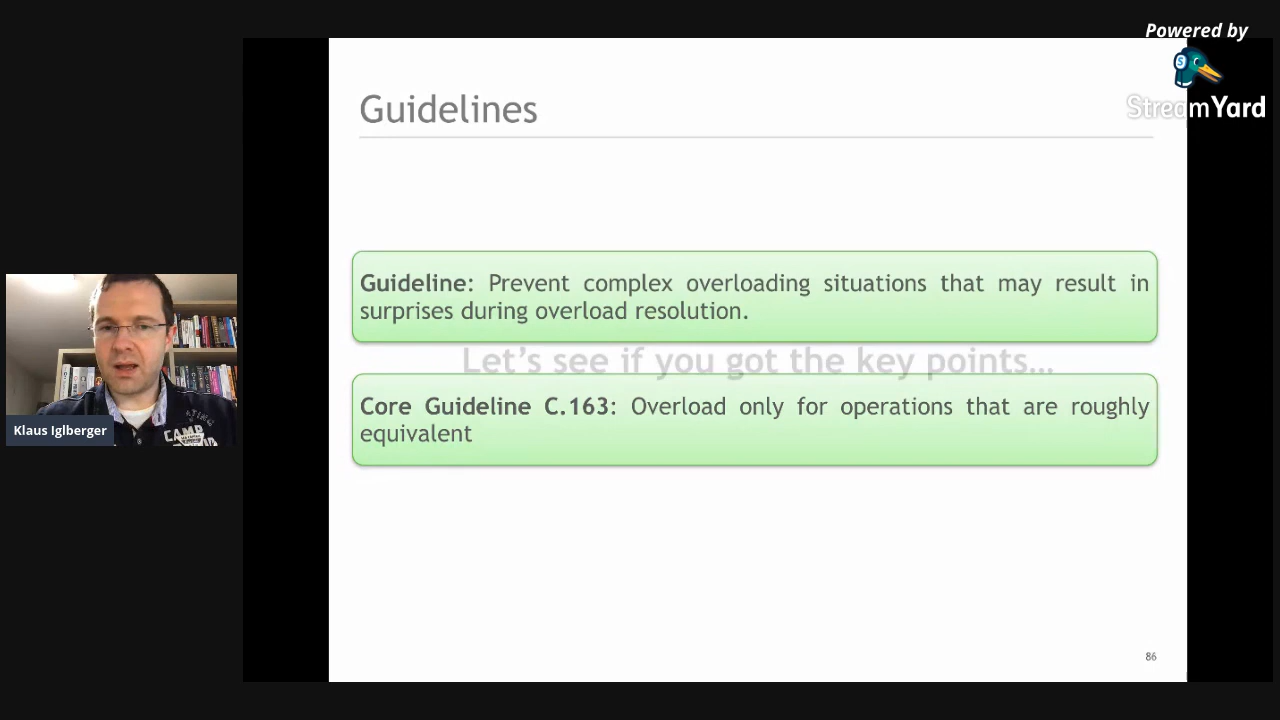 Powered by
StreamYard
Guidelines
Guideline: Prevent complex overloading situations that may result in
surprises during overload resolution.
Let's see if you got the key points...
Core Guideline C.163: Overload only for operations that are roughly
equivalent
CAMP
Klaus Iglberger
86